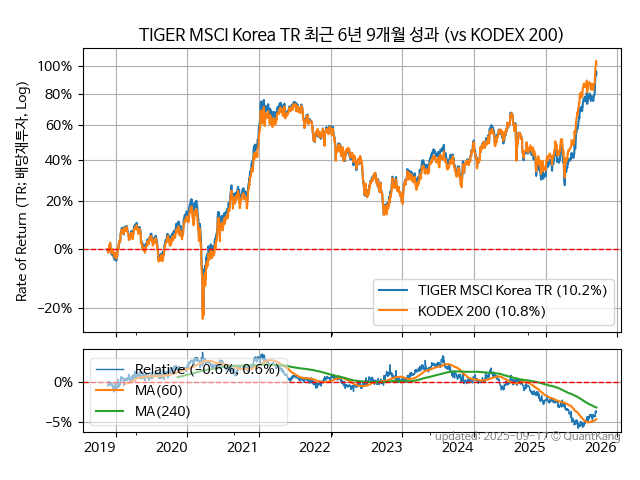 TIGER MSCI Korea TR 최근 6년 9개월 성과 (vs KODEX 200)
Rate of Return (TR: 배당재투자, Log)
100%
80%
60%
40%
20%
0%
−20%
TIGER MSCI Korea TR (10.2%)
KODEX 200 (10.8%)
0%
−5%
Relative (−0.6%, 0.6%)
MA(60)
MA(240)
2019 2020 2021 2022 2023 2024 2025 2026
updated: 2025-09-17 © QuantKang